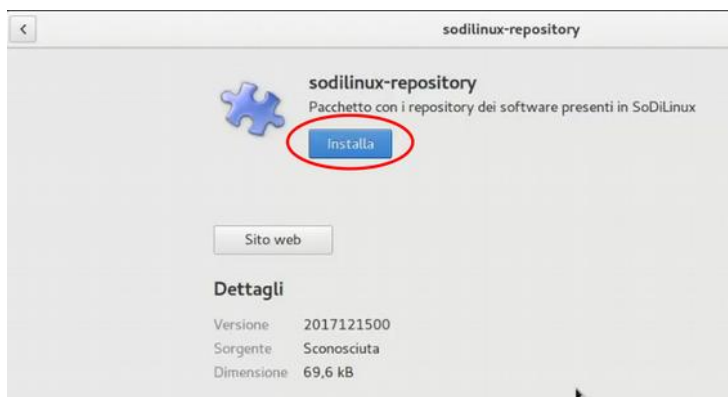 sodilinux-repository
sodilinux-repository
Pacchetto con i repository dei software presenti in SoDiLinux
Installa
Sito web
Dettagli
Versione 2017121500
Sorgente Sconosciuta
Dimensione 69,6 kB